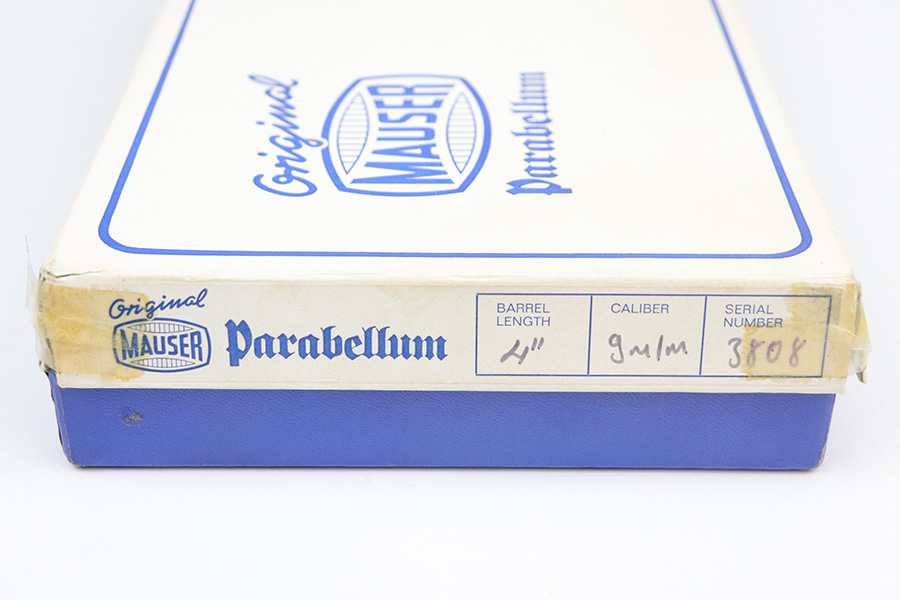 Original
MAUSER
Parabellum
Original
MAUSER
Parabellum
BARREL LENGTH
4"
CALIBER
9m/m
SERIAL NUMBER
3808